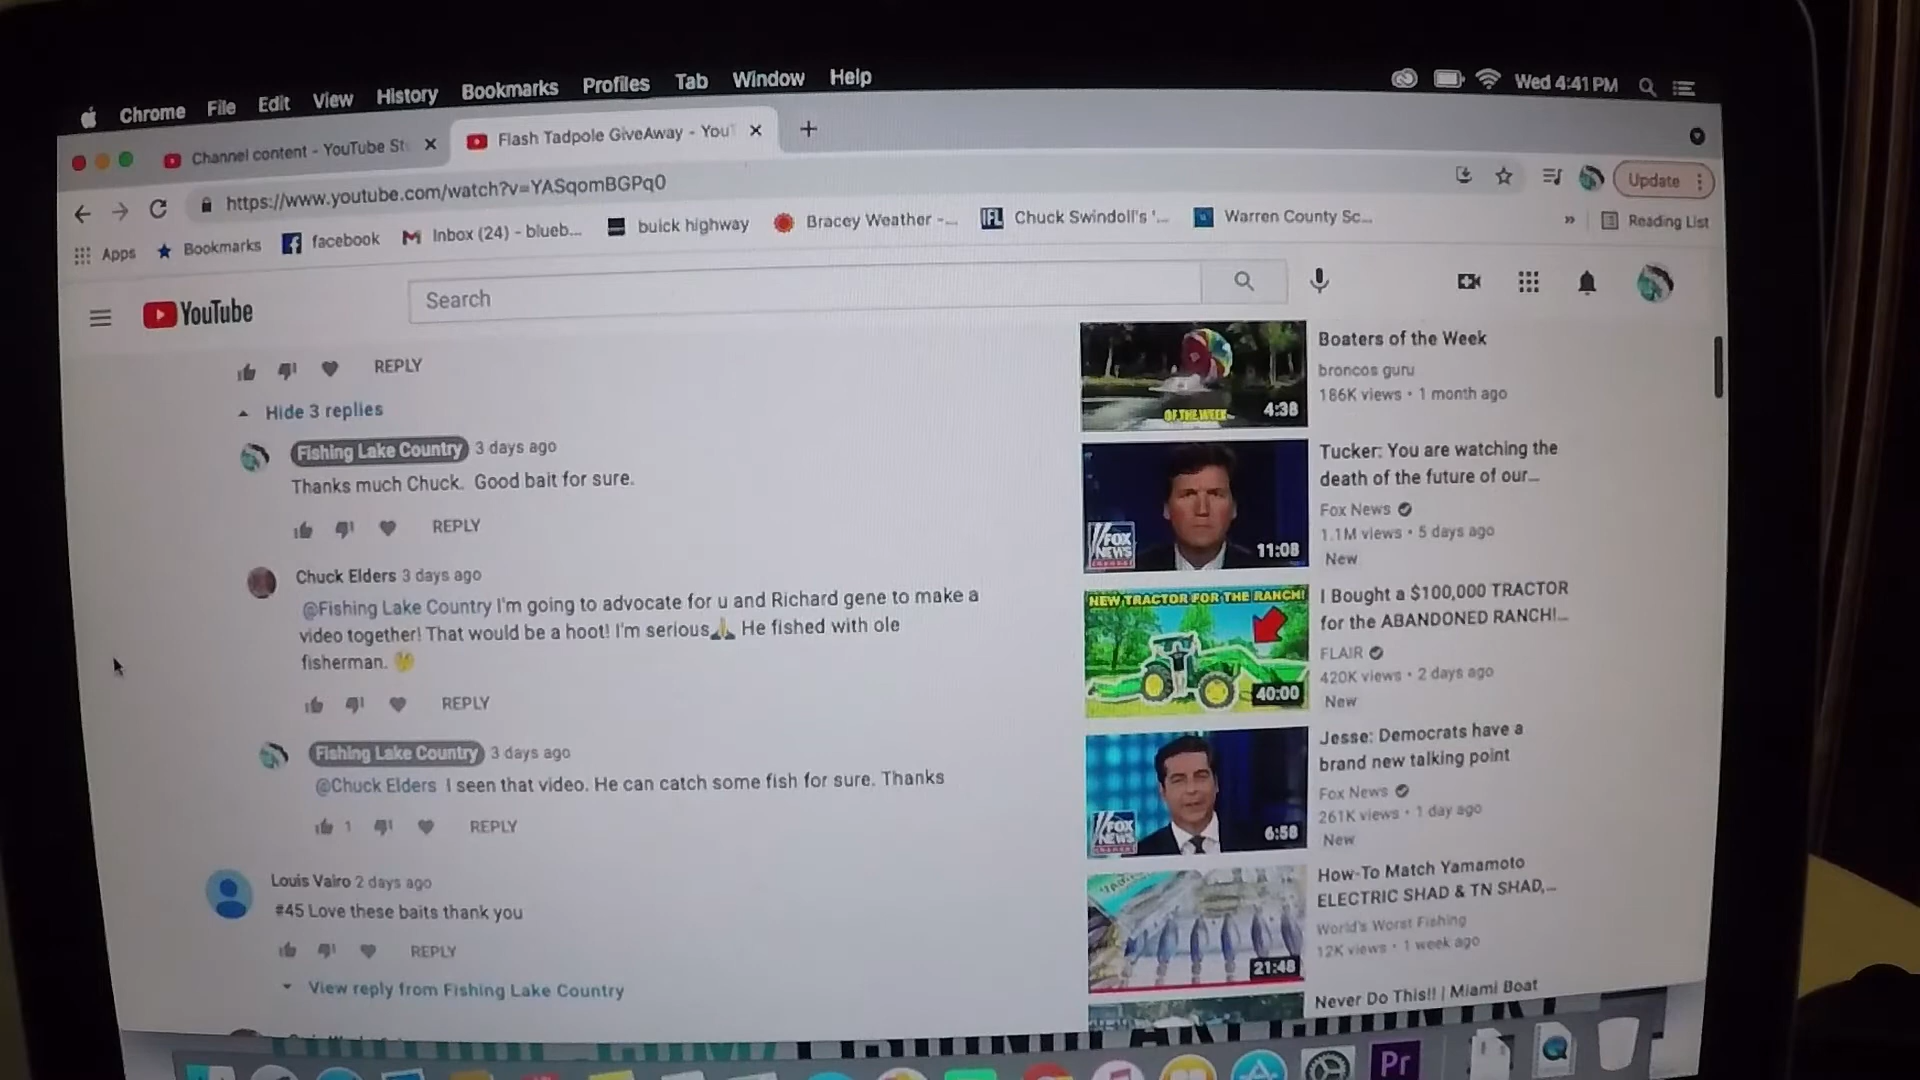 Chrome File Edit View History Bookmarks Profiles Tab Window Help Wed 4:41 PM
Channel content - YouTube St Flash Tadpole GiveAway - YouT
https://www.youtube.com/watch?v=YASqomBGPq0 Update
Apps Bookmarks facebook Inbox (24) - blueb... buick highway Bracey Weather -... IFL Chuck Swindoll's '... Warren County Sc... » Reading List
YouTube Search
REPLY
Hide 3 replies
Fishing Lake Country 3 days ago
Thanks much Chuck. Good bait for sure.
REPLY
Chuck Elders 3 days ago
@Fishing Lake Country I'm going to advocate for u and Richard gene to make a
video together! That would be a hoot! I'm serious🙏 He fished with ole
fisherman.
REPLY
Fishing Lake Country 3 days ago
@Chuck Elders I seen that video. He can catch some fish for sure. Thanks
1 REPLY
Louis Vairo 2 days ago
#45 Love these baits thank you
REPLY
View reply from Fishing Lake Country
OF THE WEEK
4:38
Boaters of the Week
broncos guru
186K views • 1 month ago
FOX NEWS
11:08
Tucker: You are watching the
death of the future of our...
Fox News
1.1M views • 5 days ago
New
NEW TRACTOR FOR THE RANCH!
40:00
I Bought a $100,000 TRACTOR
for the ABANDONED RANCH!...
FLAIR
420K views • 2 days ago
New
FOX NEWS
6:58
Jesse: Democrats have a
brand new talking point
Fox News
261K views • 1 day ago
New
21:48
How-To Match Yamamoto
ELECTRIC SHAD & TN SHAD,...
World's Worst Fishing
12K views • 1 week ago
Never Do This!! | Miami Boat
Pr